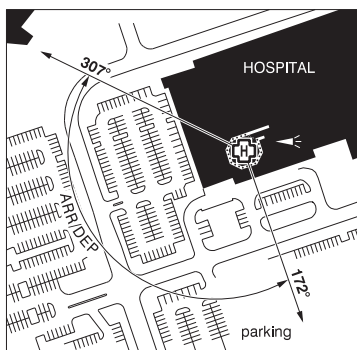 307°
HOSPITAL
H
ARR/DEP
172°
parking